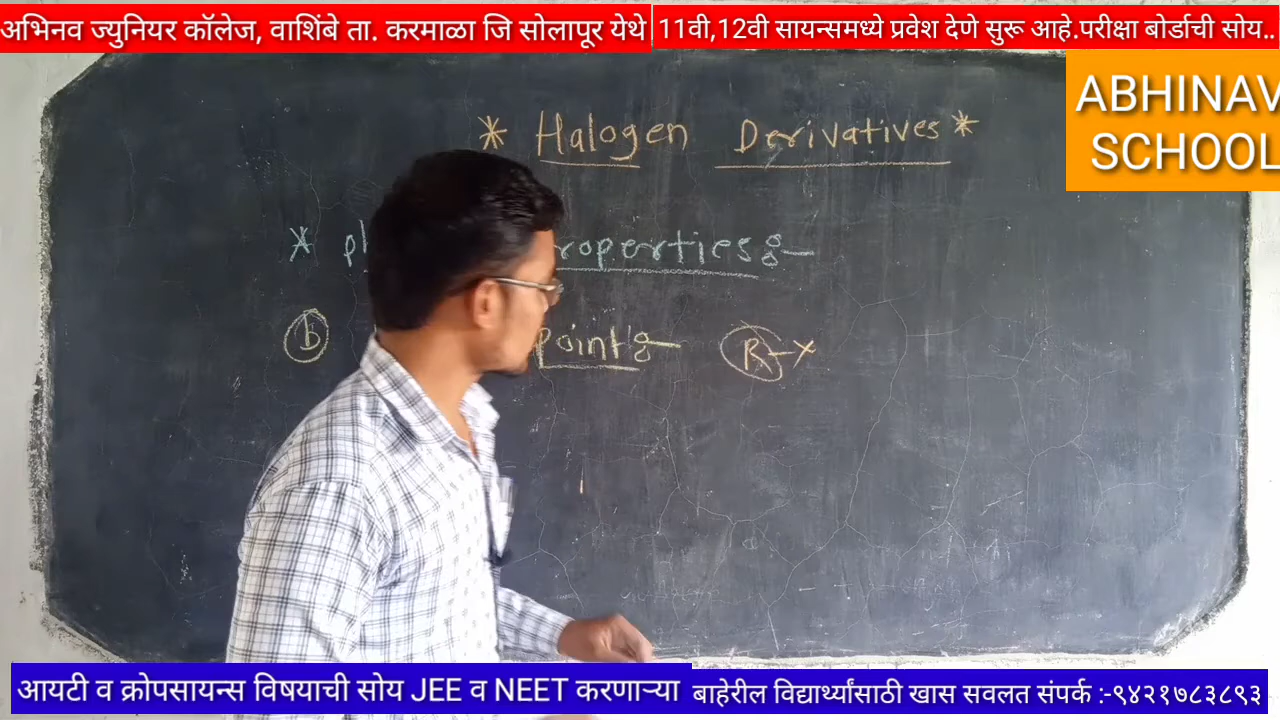 अभिनव ज्युनियर कॉलेज, वाशिंबे ता. करमाळा जि सोलापूर येथे 11वी,12वी सायन्समध्ये प्रवेश देणे सुरू आहे.परीक्षा बोर्डाची सोय..
ABHINAV
SCHOOL
* Halogen Derivatives *
* roperties :-
point :- R-X
आयटी व क्रोपसायन्स विषयाची सोय JEE व NEET करणाऱ्या बाहेरील विद्यार्थ्यांसाठी खास सवलत संपर्क :-९४२१७८३८९३